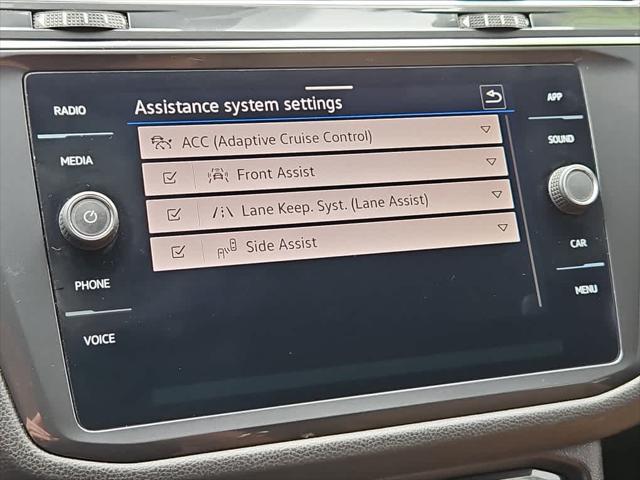 RADIO
MEDIA
PHONE
VOICE
Assistance system settings
ACC (Adaptive Cruise Control)
Front Assist
Lane Keep. Syst. (Lane Assist)
Side Assist
APP
SOUND
CAR
MENU